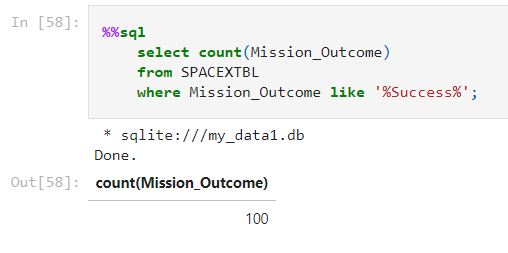 In [58]:
%%sql
select count(Mission_Outcome)
from SPACEXTBL
where Mission_Outcome like '%Success%';
* sqlite:///my_data1.db
Done.
Out[58]:
count(Mission_Outcome)
100